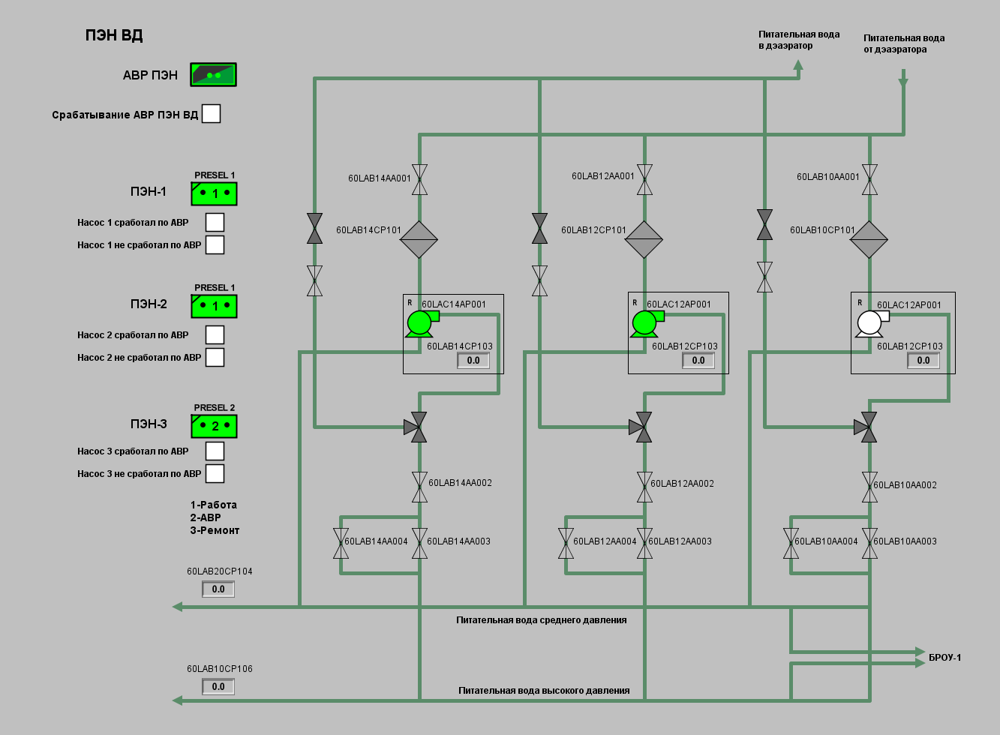 ПЭН ВД
Питательная вода
в дэаэратор
Питательная вода
от дэаэратора
АВР ПЭН
Срабатывание АВР ПЭН ВД
PRESEL 1
ПЭН-1
1
Насос 1 сработал по АВР
Насос 1 не сработал по АВР
60LAB14AA001
60LAB12AA001
60LAB10AA001
60LAB14CP101
60LAB12CP101
60LAB10CP101
PRESEL 1
ПЭН-2
1
Насос 2 сработал по АВР
Насос 2 не сработал по АВР
R
60LAC14AP001
60LAB14CP103
0.0
R
60LAC12AP001
60LAB12CP103
0.0
R
60LAC12AP001
60LAB12CP103
0.0
PRESEL 2
ПЭН-3
2
Насос 3 сработал по АВР
Насос 3 не сработал по АВР
1-Работа
2-АВР
3-Ремонт
60LAB14AA002
60LAB12AA002
60LAB10AA002
60LAB14AA004
60LAB14AA003
60LAB12AA004
60LAB12AA003
60LAB10AA004
60LAB10AA003
60LAB20CP104
0.0
Питательная вода среднего давления
БРОУ-1
60LAB10CP106
0.0
Питательная вода высокого давления